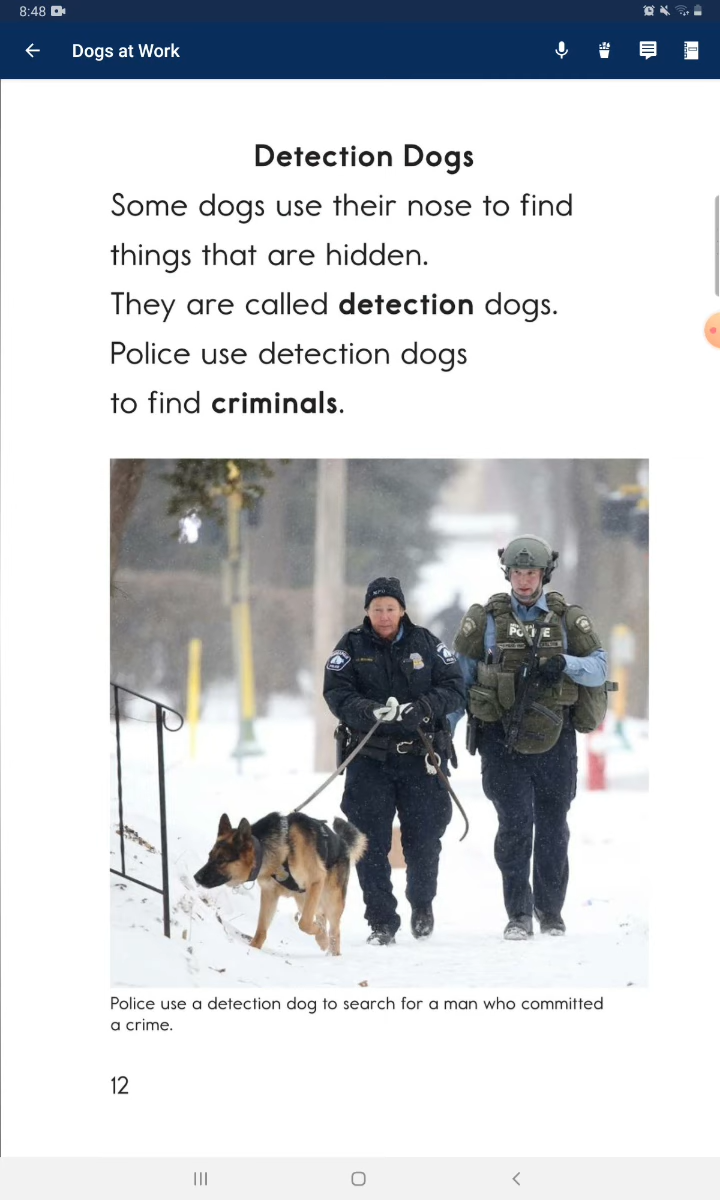 8:48
Dogs at Work
Detection Dogs
Some dogs use their nose to find
things that are hidden.
They are called detection dogs.
Police use detection dogs
to find criminals.
POLICE
Police use a detection dog to search for a man who committed
a crime.
12